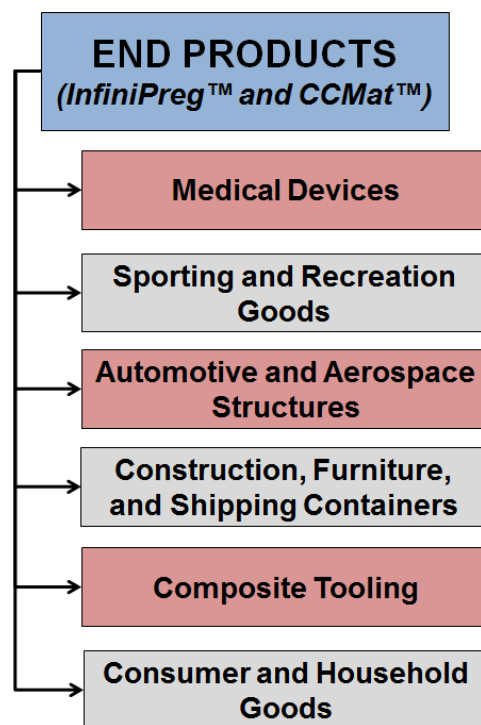 END PRODUCTS
(InfiniPreg™ and CCMat™)
Medical Devices
Sporting and Recreation
Goods
Automotive and Aerospace
Structures
Construction, Furniture,
and Shipping Containers
Composite Tooling
Consumer and Household
Goods